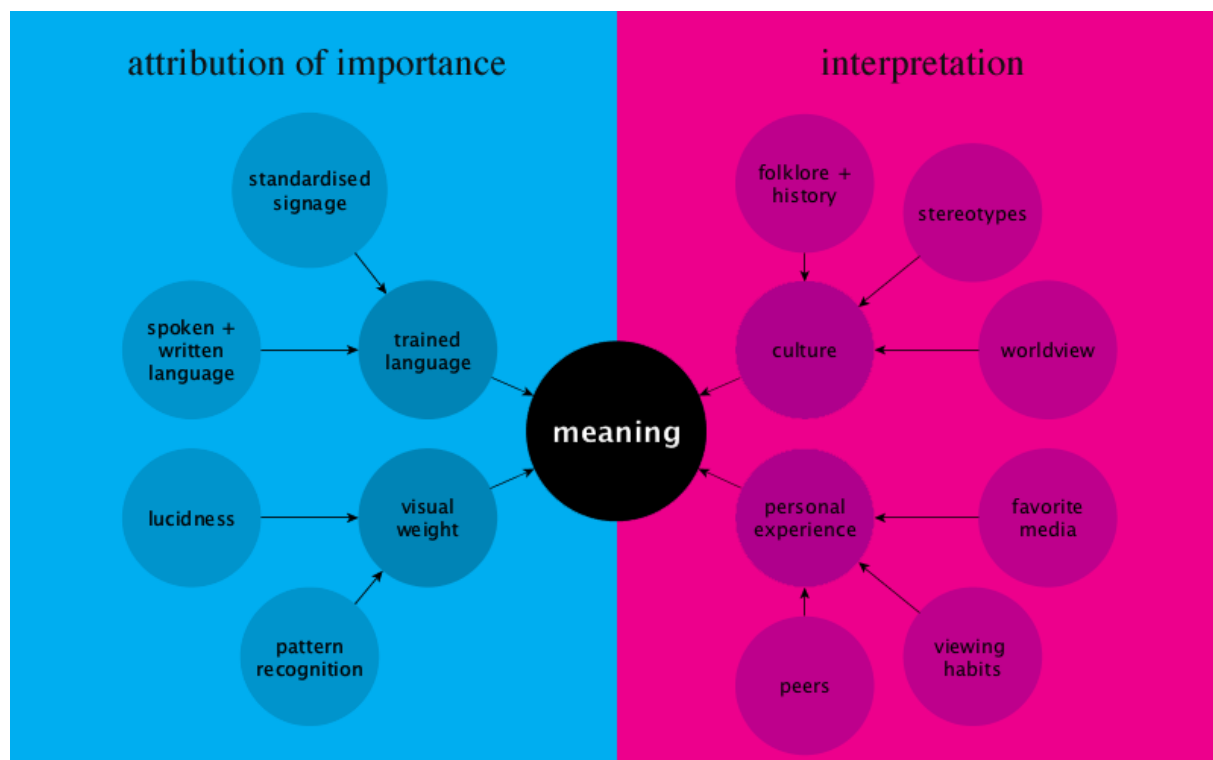 attribution of importance
interpretation
standardised
signage
folklore +
history
stereotypes
spoken +
written
language
trained
language
culture
worldview
meaning
lucidness
visual
weight
personal
experience
favorite
media
pattern
recognition
peers
viewing
habits